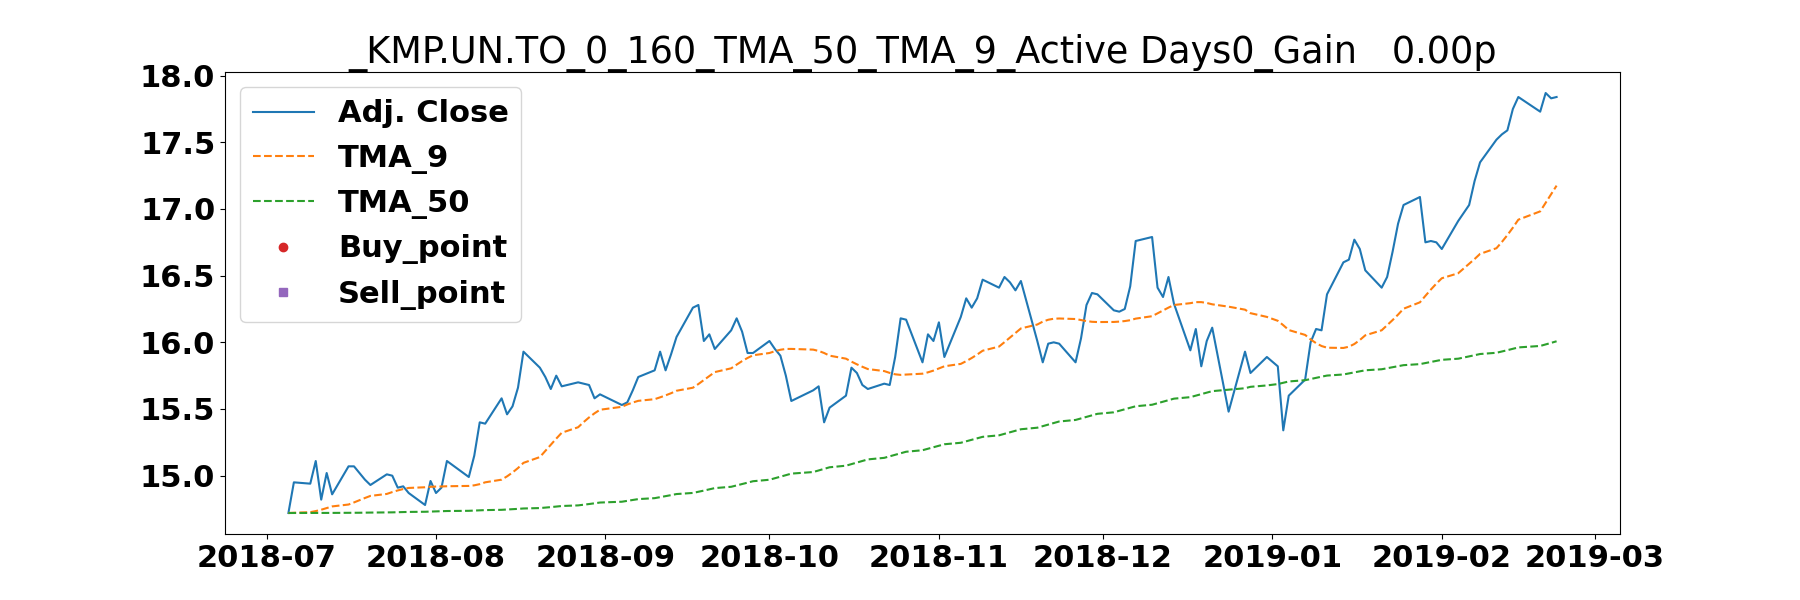 _KMP.UN.TO_0_160_TMA_50_TMA_9_Active Days0_Gain   0.00p
18.0
17.5
17.0
16.5
16.0
15.5
15.0
Adj. Close
TMA_9
TMA_50
Buy_point
Sell_point
2018-07 2018-08 2018-09 2018-10 2018-11 2018-12 2019-01 2019-02 2019-03